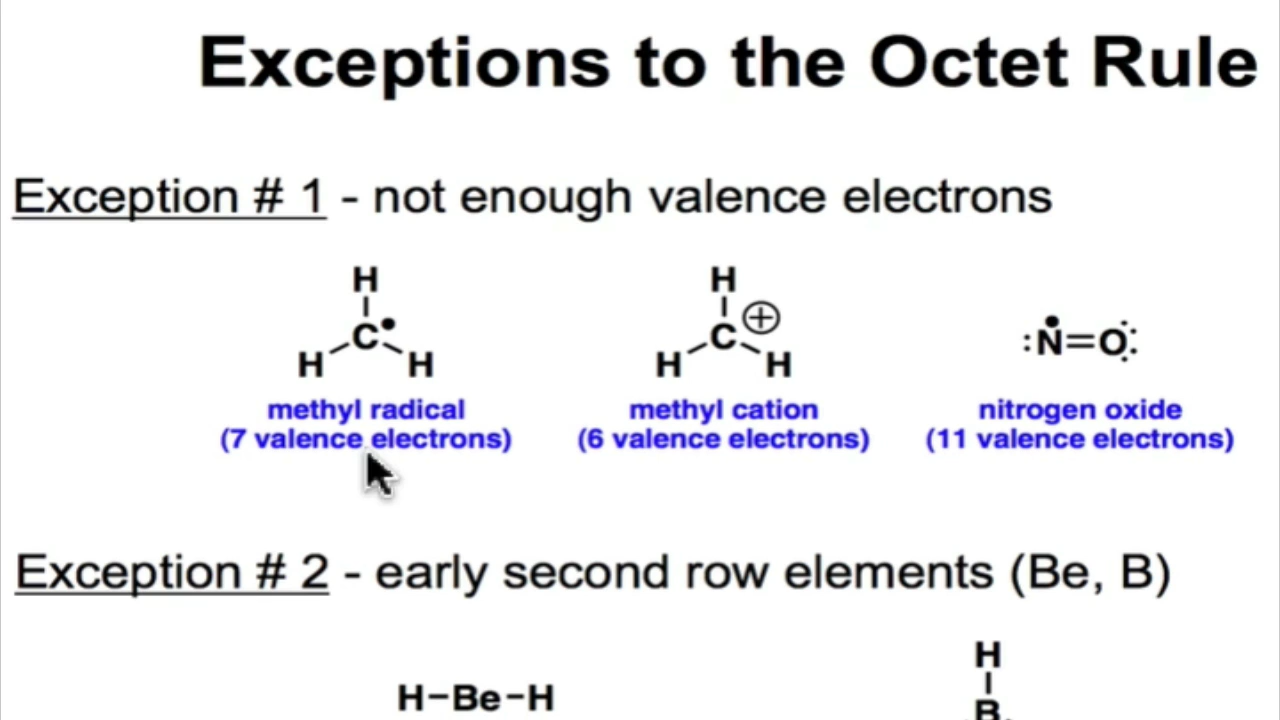 Exceptions to the Octet Rule
Exception # 1 - not enough valence electrons
H H
C• C⊕ :N̊=O:
H H H H
methyl radical methyl cation nitrogen oxide
(7 valence electrons) (6 valence electrons) (11 valence electrons)
Exception # 2 - early second row elements (Be, B)
H
H-Be-H B